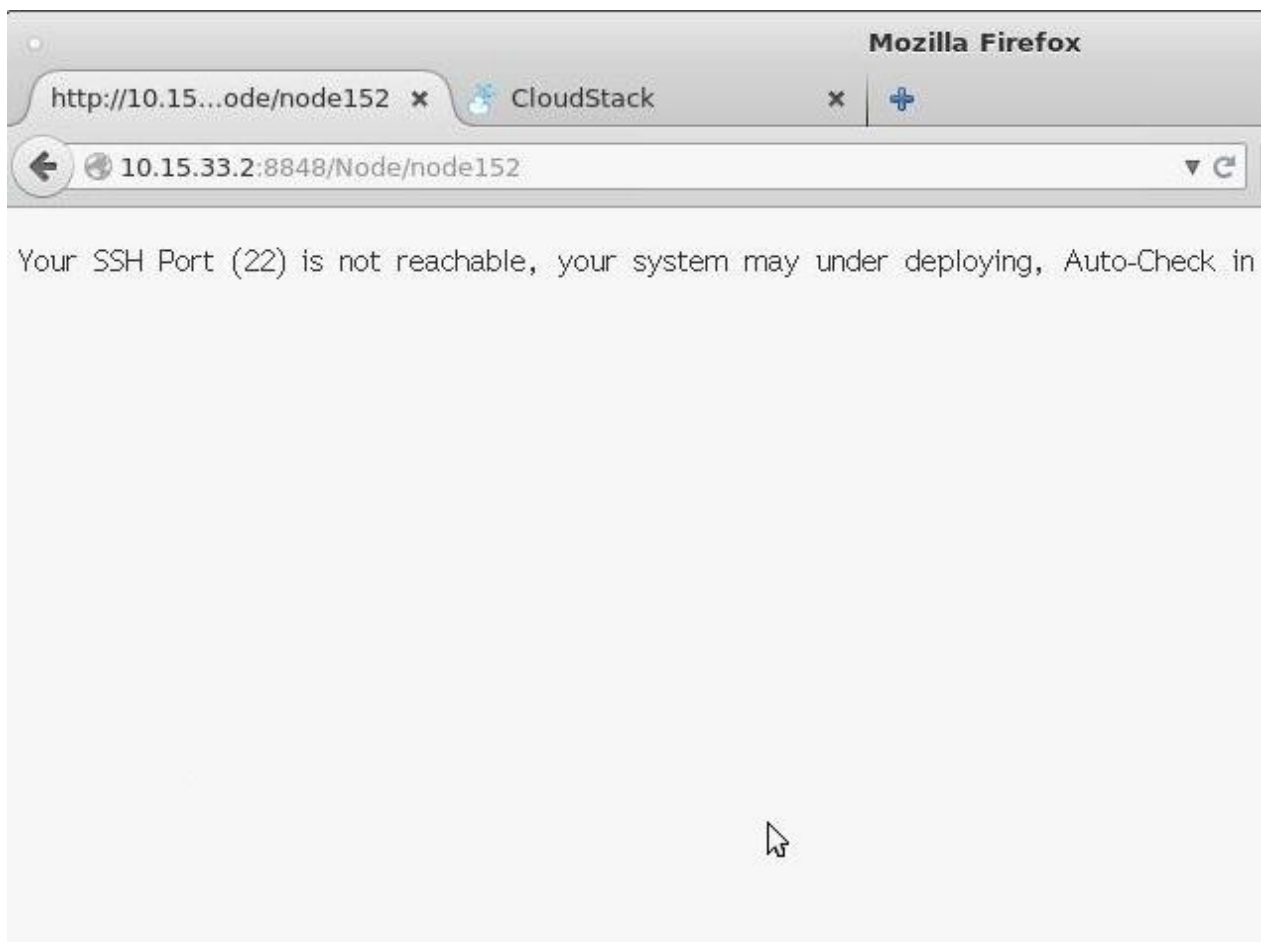 Mozilla Firefox
http://10.15...ode/node152
CloudStack
10.15.33.2:8848/Node/node152
Your SSH Port (22) is not reachable, your system may under deploying, Auto-Check in